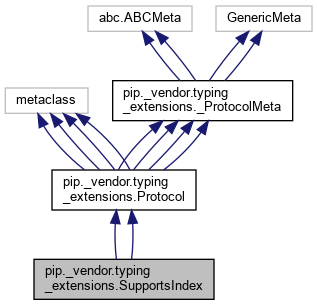 abc.ABCMeta
GenericMeta
pip._vendor.typing
_extensions._ProtocolMeta
metaclass
pip._vendor.typing
_extensions.Protocol
pip._vendor.typing
_extensions.SupportsIndex